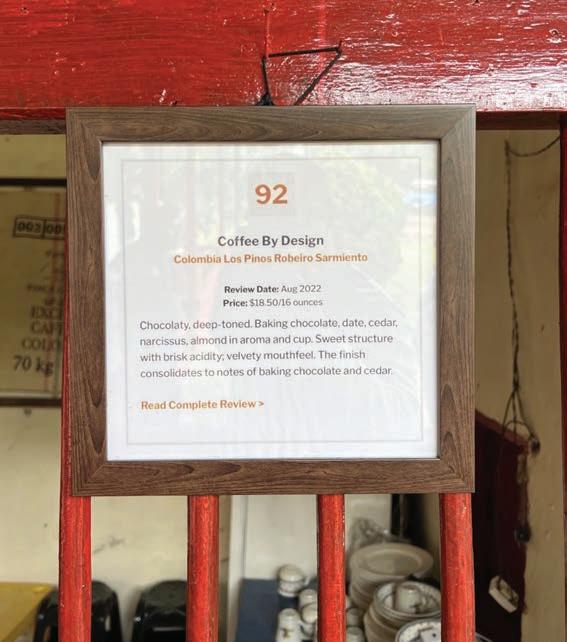 92
Coffee By Design
Colombia Los Pinos Robeiro Sarmiento
Review Date: Aug 2022
Price: $18.50/16 ounces
Chocolaty, deep-toned. Baking chocolate, date, cedar,
narcissus, almond in aroma and cup. Sweet structure
with brisk acidity; velvety mouthfeel. The finish
consolidates to notes of baking chocolate and cedar.
Read Complete Review >
70 kg